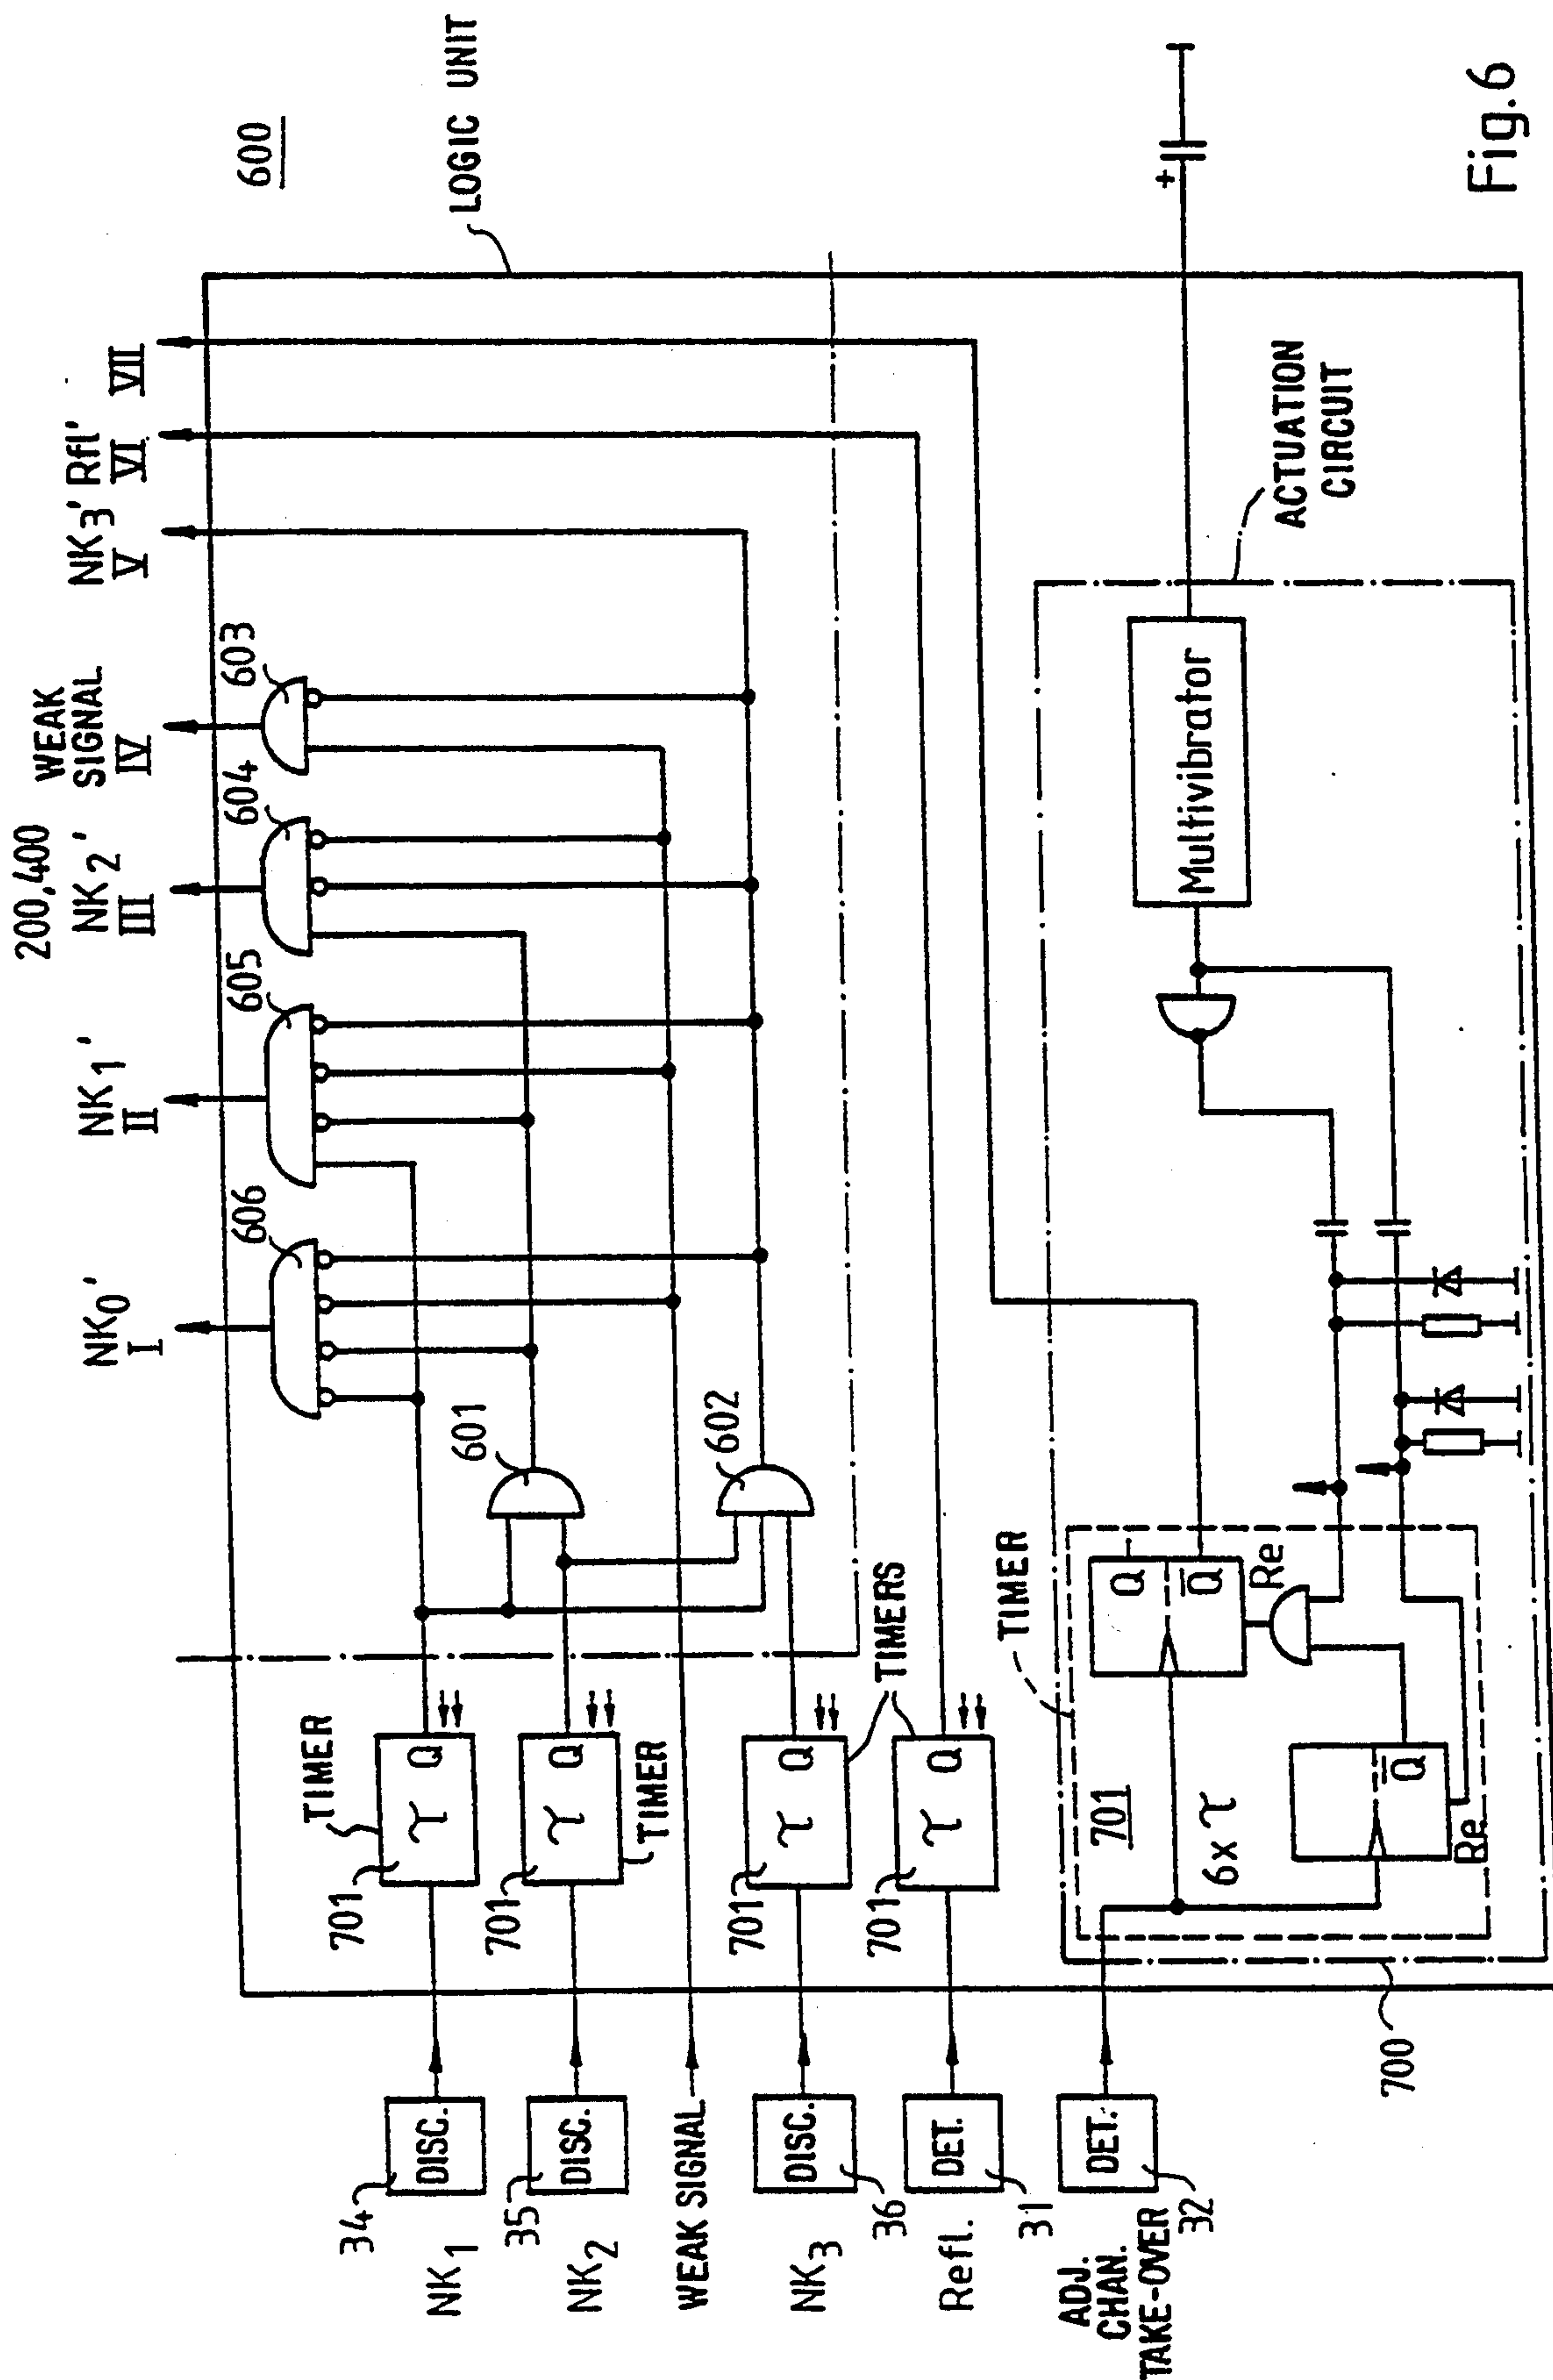 600
LOGIC UNIT
NK0'
I
NK1'
II
200,400
NK2'
III
WEAK
SIGNAL
IV
NK3'
V
Rfl'
VI
VII
606
605
604
603
601
602
34
DISC.
NK1
701
τ
Q
TIMER
35
DISC.
NK2
701
τ
Q
TIMER
WEAK SIGNAL
36
DISC.
NK3
701
τ
Q
TIMERS
31
DET.
Refl.
701
τ
Q
32
DET.
ADJ.
CHAN.
TAKE-OVER
700
TIMER
701
6 x τ
Q
Q
Re
Q
Re
Multivibrator
ACTUATION
CIRCUIT
+
Fig.6